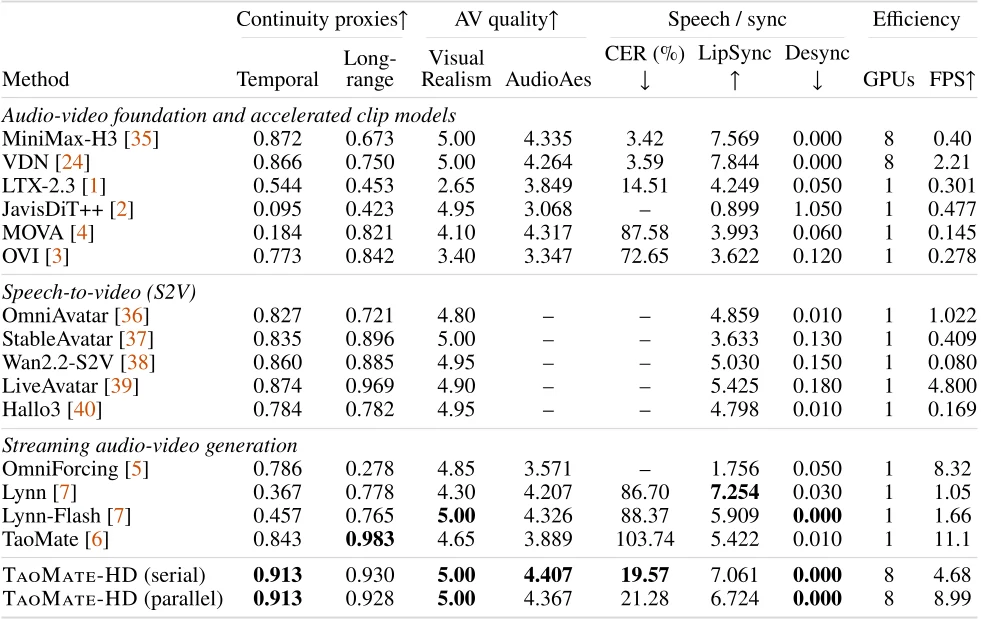 Continuity proxies↑ AV quality↑ Speech / sync Efficiency
Method Temporal Long-range Visual Realism AudioAes CER (%) ↓ LipSync ↑ Desync ↓ GPUs FPS↑
Audio-video foundation and accelerated clip models
MiniMax-H3 [35] 0.872 0.673 5.00 4.335 3.42 7.569 0.000 8 0.40
VDN [24] 0.866 0.750 5.00 4.264 3.59 7.844 0.000 8 2.21
LTX-2.3 [1] 0.544 0.453 2.65 3.849 14.51 4.249 0.050 1 0.301
JavisDiT++ [2] 0.095 0.423 4.95 3.068 – 0.899 1.050 1 0.477
MOVA [4] 0.184 0.821 4.10 4.317 87.58 3.993 0.060 1 0.145
OVI [3] 0.773 0.842 3.40 3.347 72.65 3.622 0.120 1 0.278
Speech-to-video (S2V)
OmniAvatar [36] 0.827 0.721 4.80 – – 4.859 0.010 1 1.022
StableAvatar [37] 0.835 0.896 5.00 – – 3.633 0.130 1 0.409
Wan2.2-S2V [38] 0.860 0.885 4.95 – – 5.030 0.150 1 0.080
LiveAvatar [39] 0.874 0.969 4.90 – – 5.425 0.180 1 4.800
Hallo3 [40] 0.784 0.782 4.95 – – 4.798 0.010 1 0.169
Streaming audio-video generation
OmniForcing [5] 0.786 0.278 4.85 3.571 – 1.756 0.050 1 8.32
Lynn [7] 0.367 0.778 4.30 4.207 86.70 7.254 0.030 1 1.05
Lynn-Flash [7] 0.457 0.765 5.00 4.326 88.37 5.909 0.000 1 1.66
TaoMate [6] 0.843 0.983 4.65 3.889 103.74 5.422 0.010 1 11.1
TaoMate-HD (serial) 0.913 0.930 5.00 4.407 19.57 7.061 0.000 8 4.68
TaoMate-HD (parallel) 0.913 0.928 5.00 4.367 21.28 6.724 0.000 8 8.99